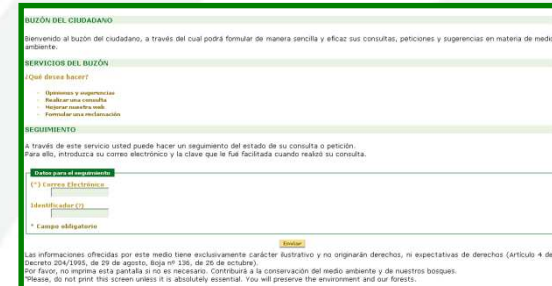 BUZÓN DEL CIUDADANO
Bienvenido al buzón del ciudadano, a través del cual podrá formular de manera sencilla y eficaz sus consultas, peticiones y sugerencias en materia de medio
ambiente.
SERVICIOS DEL BUZÓN
¿Qué desea hacer?
Opiniones y sugerencias
Realizar una consulta
Mejorar nuestra web
Formular una reclamación
SEGUIMIENTO
A través de este servicio usted puede hacer un seguimiento del estado de su consulta o petición.
Para ello, introduzca su correo electrónico y la clave que le fué facilitada cuando realizó su consulta.
Datos para el seguimiento
(*) Correo Electrónico
Identificador (?)
* Campo obligatorio
Enviar
Las informaciones ofrecidas por este medio tiene exclusivamente carácter ilustrativo y no originarán derechos, ni expectativas de derechos (Artículo 4 de
Decreto 204/1995, de 29 de agosto, Boja nº 136, de 26 de octubre).
Por favor, no imprima esta pantalla si no es necesario. Contribuirá a la conservación del medio ambiente y de nuestros bosques.
"Please, do not print this screen unless it is absolutely essential. You will preserve the environment and our forests.